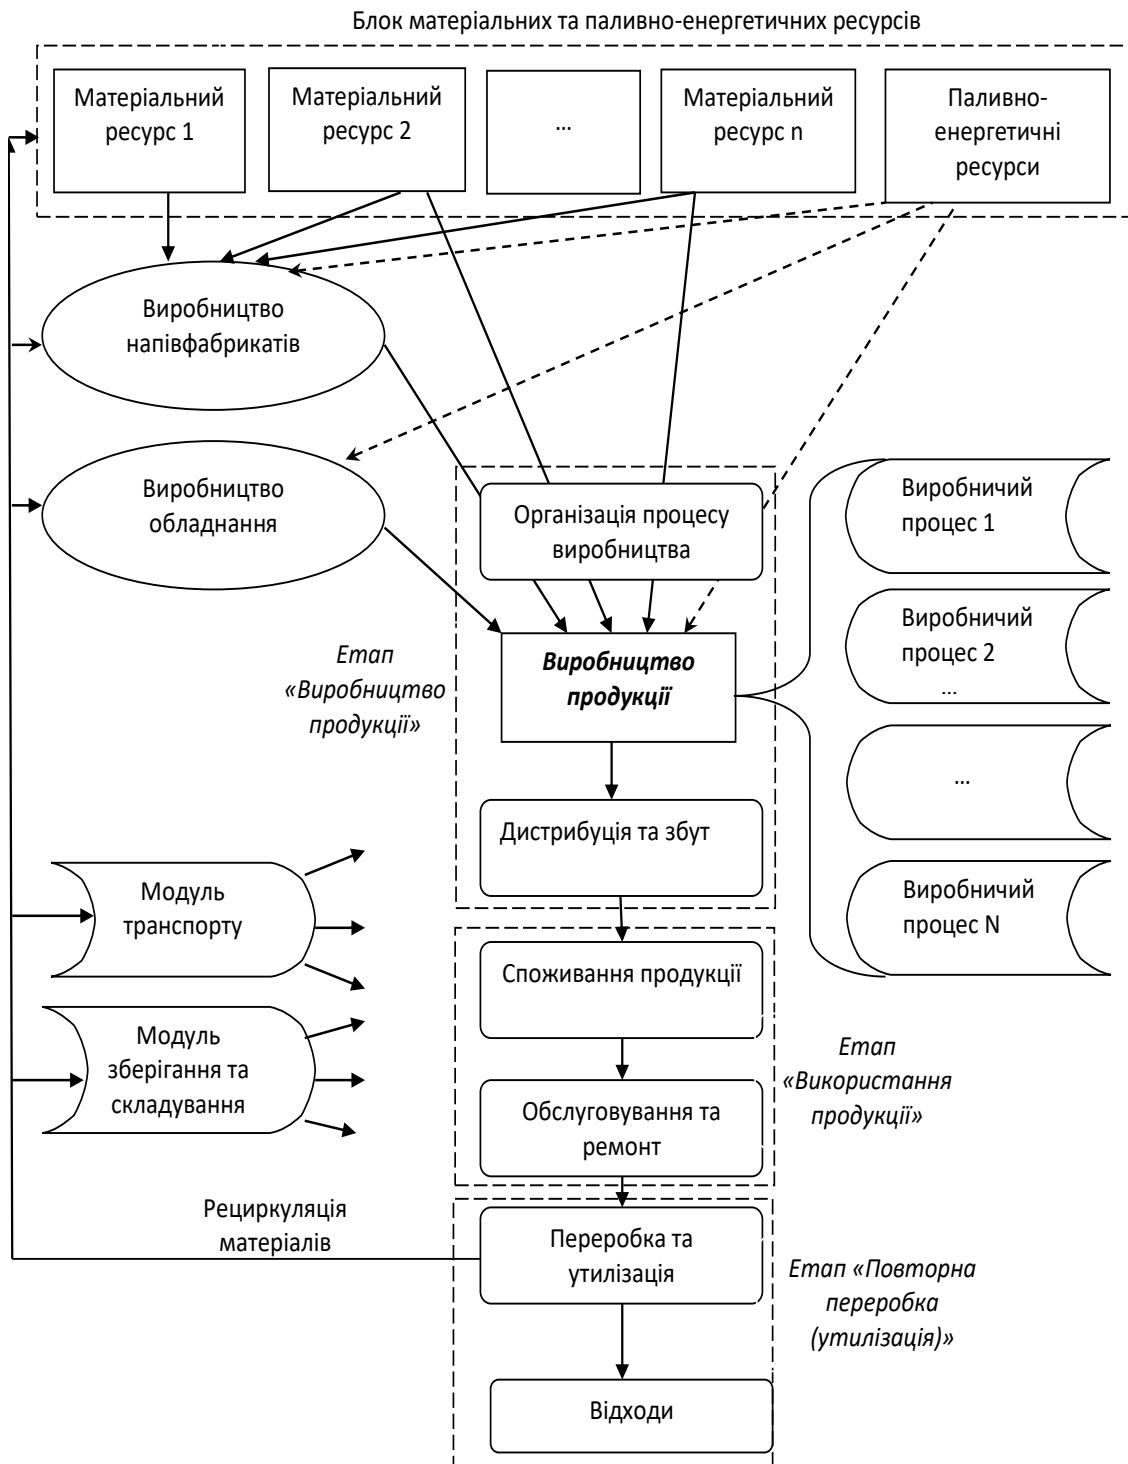 Блок матеріальних та паливно-енергетичних ресурсів
Матеріальний
ресурс 1
Матеріальний
ресурс 2
...
Матеріальний
ресурс n
Паливно-
енергетичні
ресурси
Виробництво
напівфабрикатів
Виробництво
обладнання
Організація процесу
виробництва
Виробничий
процес 1
Виробничий
процес 2
...
Етап
«Виробництво
продукції»
Виробництво
продукції
...
Дистрибуція та збут
Виробничий
процес N
Модуль
транспорту
Споживання продукції
Модуль
зберігання та
складування
Етап
«Використання
продукції»
Обслуговування та
ремонт
Рециркуляція
матеріалів
Переробка та
утилізація
Етап «Повторна
переробка
(утилізація)»
Відходи